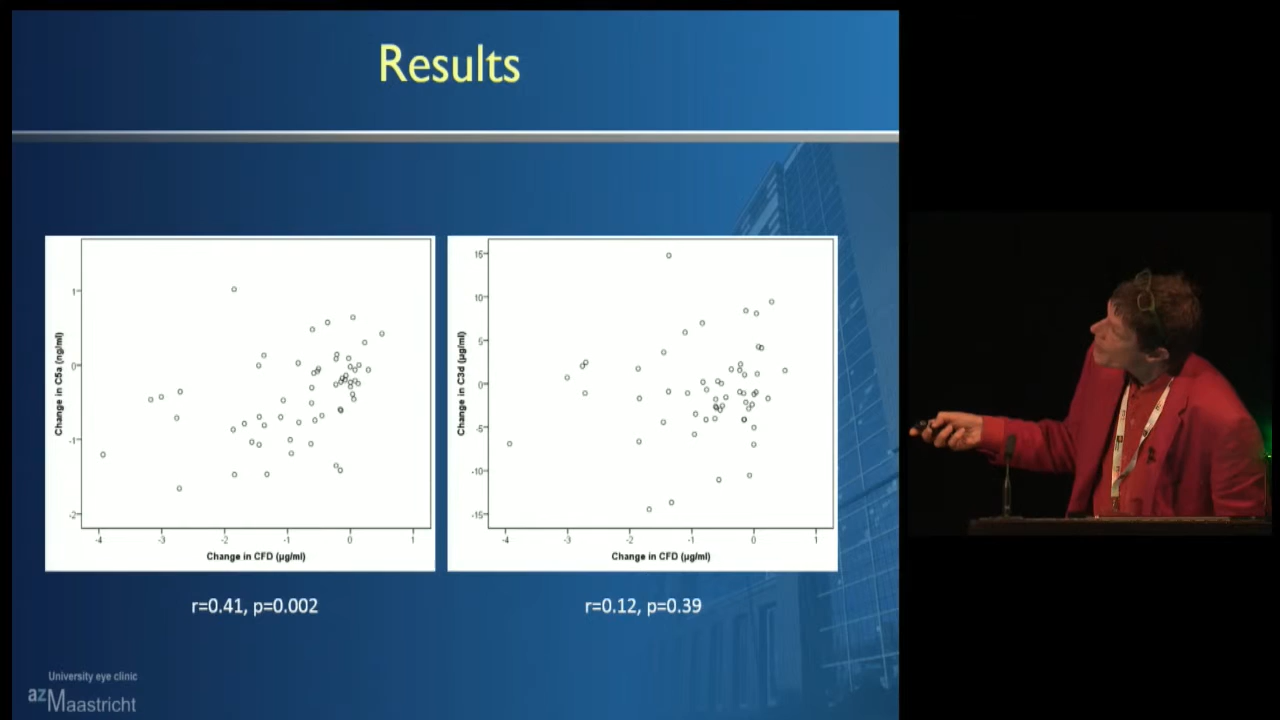 Results
Change in C5a (ng/ml)
1
0
-1
-2
-4 -3 -2 -1 0 1
Change in CFD (µg/ml)
Change in C3d (µg/ml)
15
10
5
0
-5
-10
-15
-4 -3 -2 -1 0 1
Change in CFD (µg/ml)
r=0.41, p=0.002
r=0.12, p=0.39
University eye clinic
azMaastricht